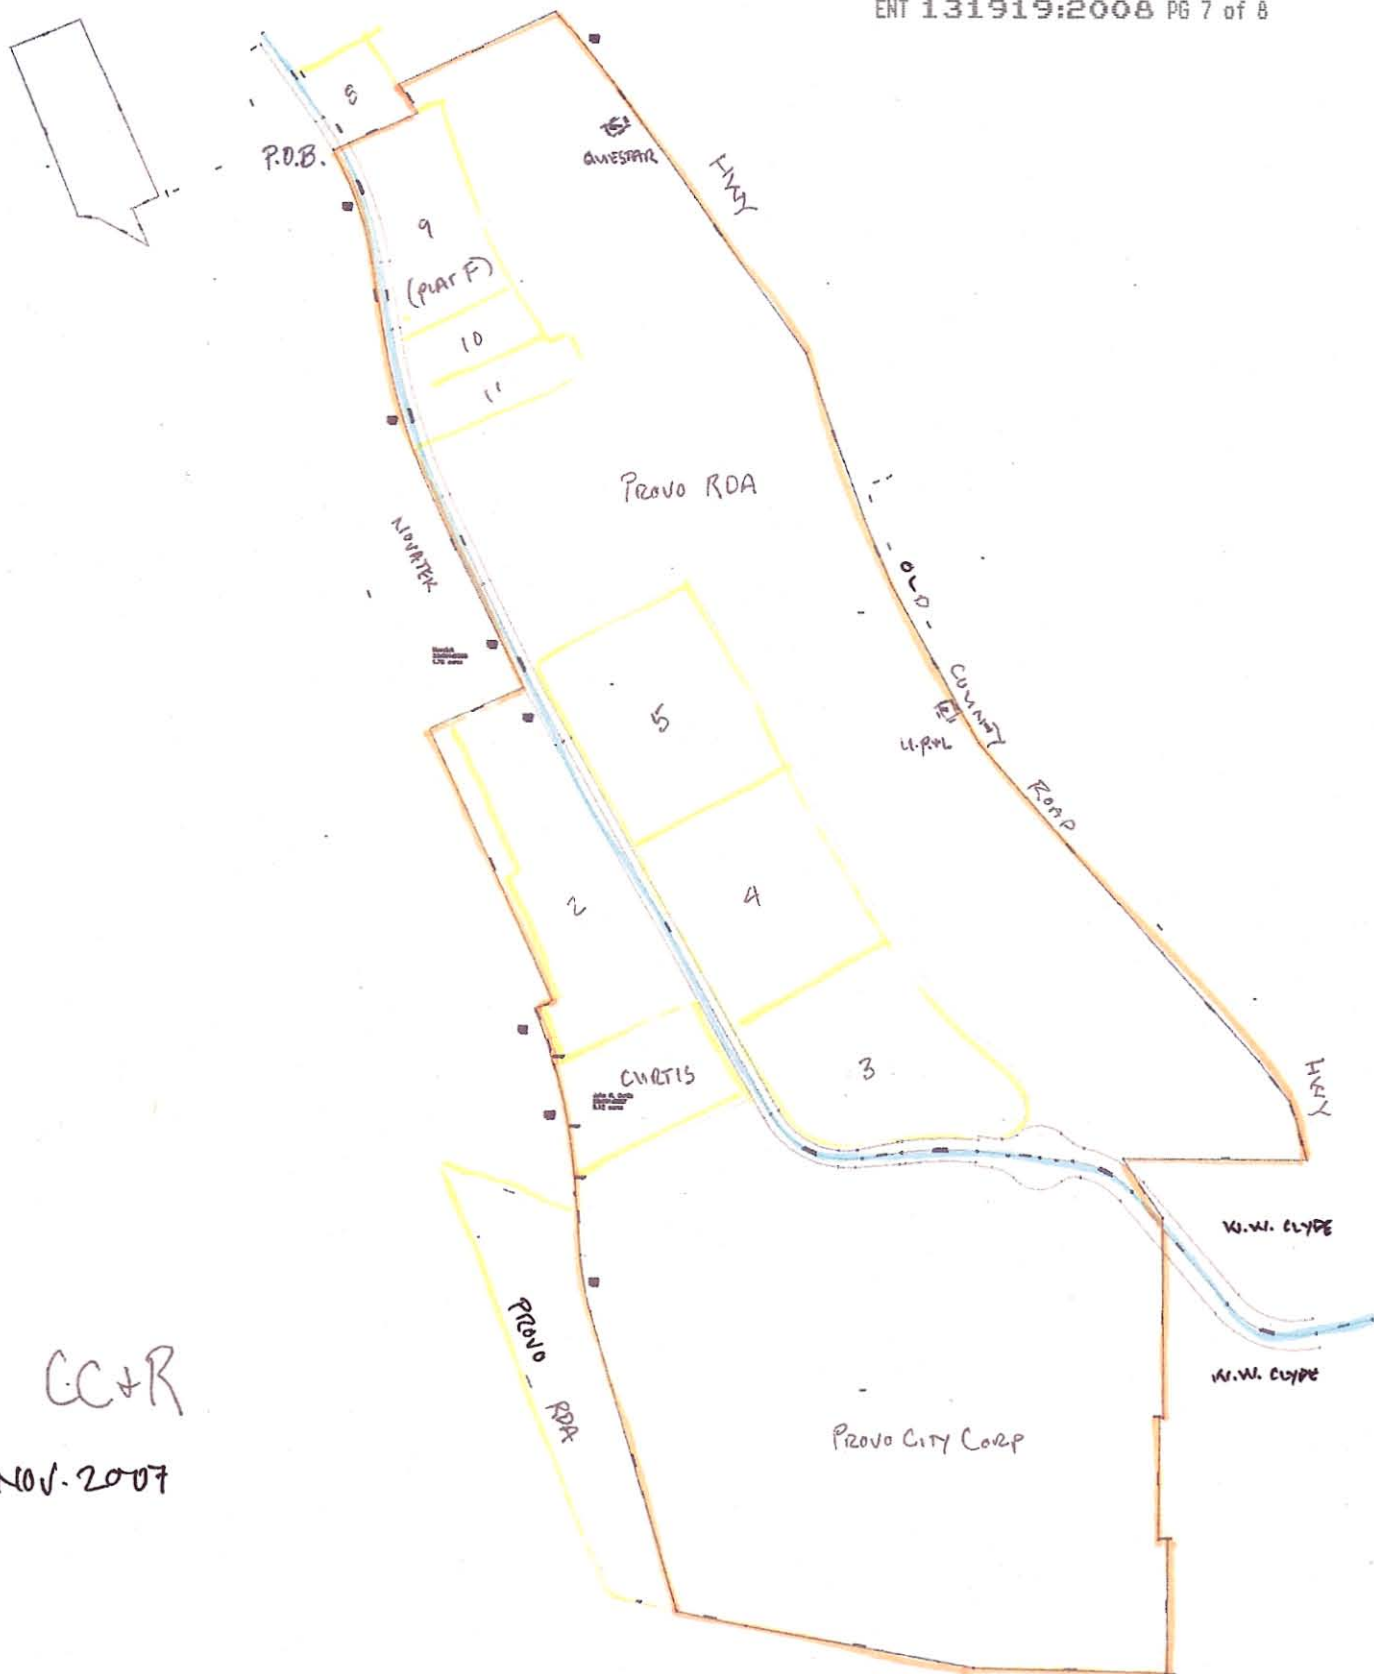 ENT 131919:2008 PG 7 of 8
8
P.O.B.
QUESTAR
HWY
9
(PLAT F)
10
11
PROVO RDA
NOVATEK
OLD
COUNTY
ROAD
U.P.&L
5
4
2
3
CURTIS
HWY
W.W. CLYDE
W.W. CLYDE
PROVO
RDA
CC&R
NOV. 2007
PROVO CITY CORP